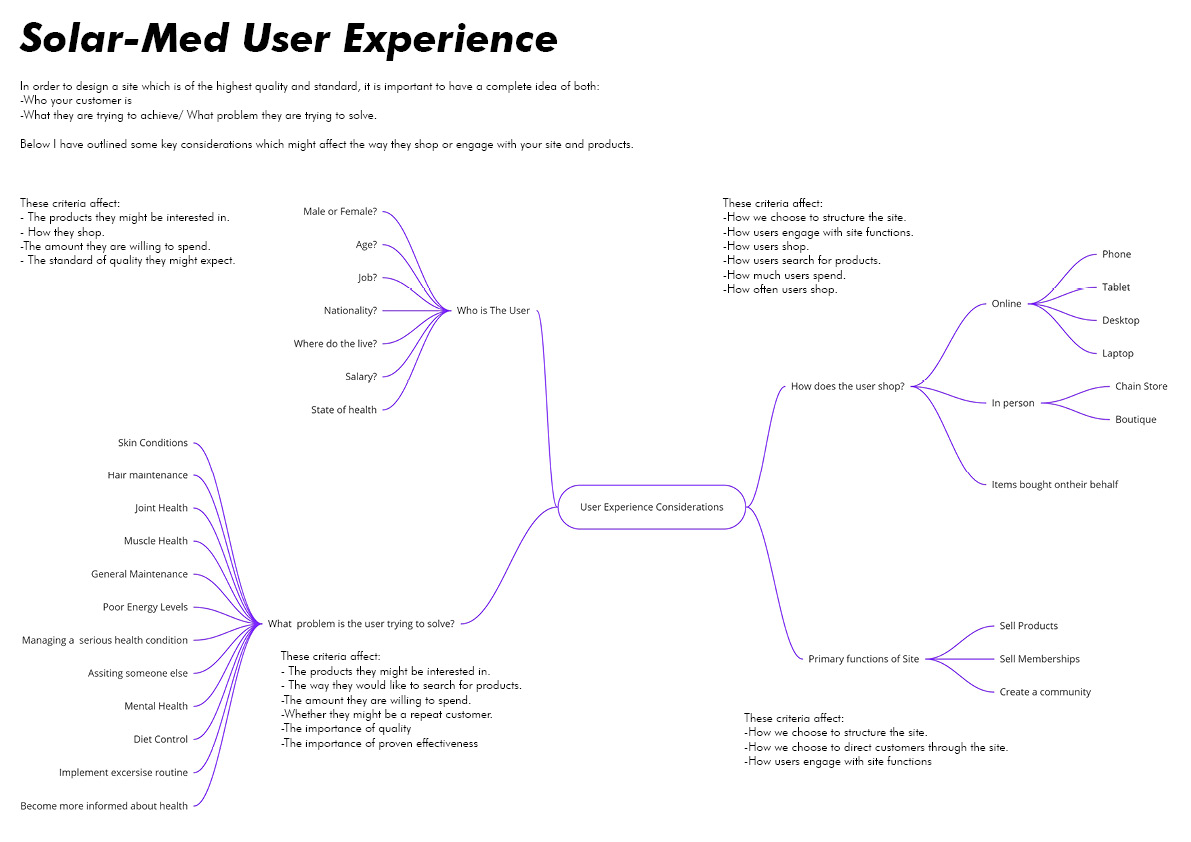 Solar-Med User Experience
In order to design a site which is of the highest quality and standard, it is important to have a complete idea of both:
-Who your customer is
-What they are trying to achieve/ What problem they are trying to solve.
Below I have outlined some key considerations which might affect the way they shop or engage with your site and products.
These criteria affect:
- The products they might be interested in.
- How they shop.
-The amount they are willing to spend.
- The standard of quality they might expect.
Male or Female?
Age?
Job?
Nationality?
Where do the live?
Salary?
State of health
Who is The User
These criteria affect:
-How we choose to structure the site.
-How users engage with site functions.
-How users shop.
-How users search for products.
-How much users spend.
-How often users shop.
Phone
Tablet
Desktop
Laptop
Online
How does the user shop?
In person
Chain Store
Boutique
Items bought ontheir behalf
User Experience Considerations
Skin Conditions
Hair maintenance
Joint Health
Muscle Health
General Maintenance
Poor Energy Levels
Managing a  serious health condition
Assiting someone else
Mental Health
Diet Control
Implement excersise routine
Become more informed about health
What  problem is the user trying to solve?
These criteria affect:
- The products they might be interested in.
- The way they would like to search for products.
-The amount they are willing to spend.
-Whether they might be a repeat customer.
-The importance of quality
-The importance of proven effectiveness
Primary functions of Site
Sell Products
Sell Memberships
Create a community
These criteria affect:
-How we choose to structure the site.
-How we choose to direct customers through the site.
-How users engage with site functions